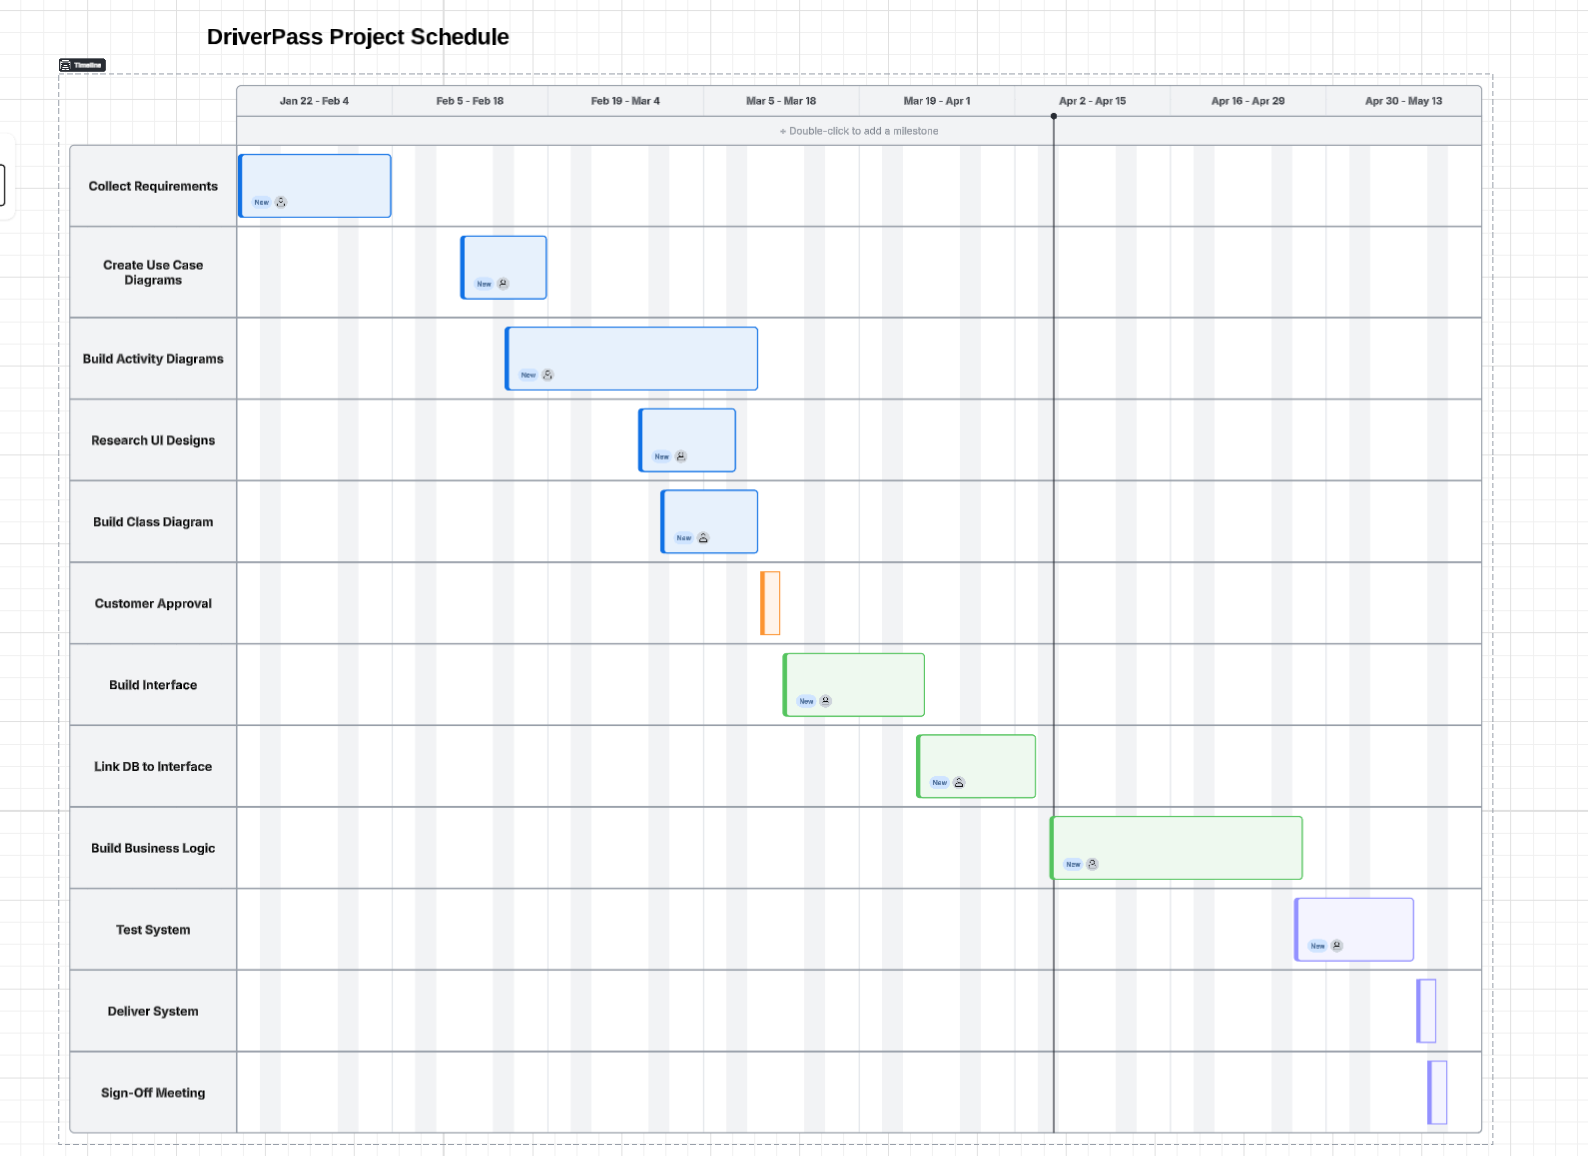 DriverPass Project Schedule
Timeline
Jan 22 - Feb 4
Feb 5 - Feb 18
Feb 19 - Mar 4
Mar 5 - Mar 18
Mar 19 - Apr 1
Apr 2 - Apr 15
Apr 16 - Apr 29
Apr 30 - May 13
+ Double-click to add a milestone
Collect Requirements
New
Create Use Case
Diagrams
New
Build Activity Diagrams
New
Research UI Designs
New
Build Class Diagram
New
Customer Approval
Build Interface
New
Link DB to Interface
New
Build Business Logic
New
Test System
New
Deliver System
Sign-Off Meeting